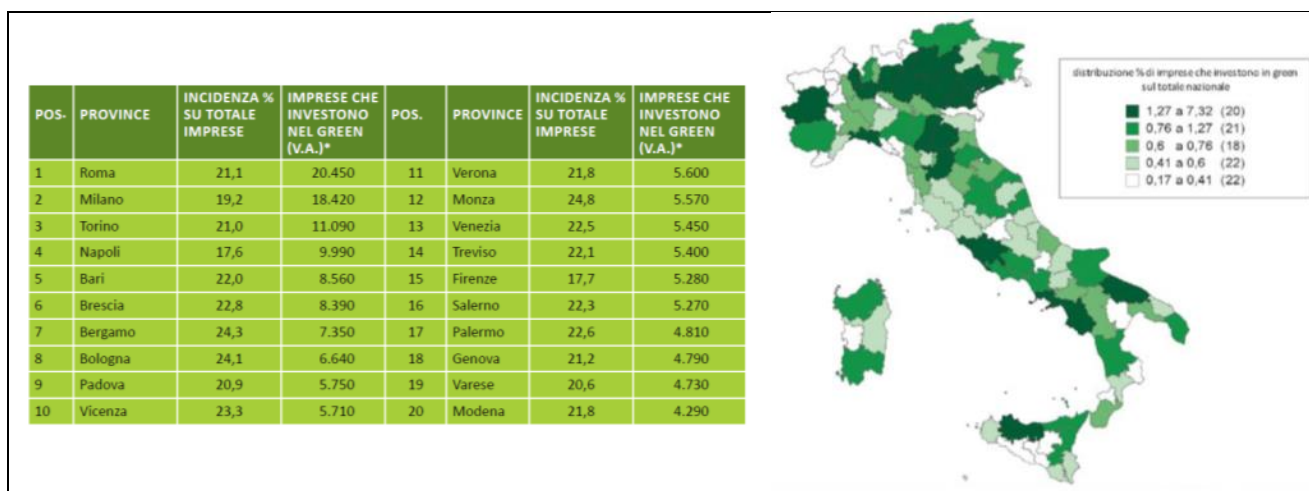 POS.
PROVINCE
INCIDENZA %
SU TOTALE
IMPRESE
IMPRESE CHE
INVESTONO
NEL GREEN
(V.A.)*
POS.
PROVINCE
INCIDENZA %
SU TOTALE
IMPRESE
IMPRESE CHE
INVESTONO
NEL GREEN
(V.A.)*
1 Roma 21,1 20.450 11 Verona 21,8 5.600
2 Milano 19,2 18.420 12 Monza 24,8 5.570
3 Torino 21,0 11.090 13 Venezia 22,5 5.450
4 Napoli 17,6 9.990 14 Treviso 22,1 5.400
5 Bari 22,0 8.560 15 Firenze 17,7 5.280
6 Brescia 22,8 8.390 16 Salerno 22,3 5.270
7 Bergamo 24,3 7.350 17 Palermo 22,6 4.810
8 Bologna 24,1 6.640 18 Genova 21,2 4.790
9 Padova 20,9 5.750 19 Varese 20,6 4.730
10 Vicenza 23,3 5.710 20 Modena 21,8 4.290
distribuzione % di imprese che investono in green
sul totale nazionale
1,27 a 7,32 (20)
0,76 a 1,27 (21)
0,6 a 0,76 (18)
0,41 a 0,6 (22)
0,17 a 0,41 (22)